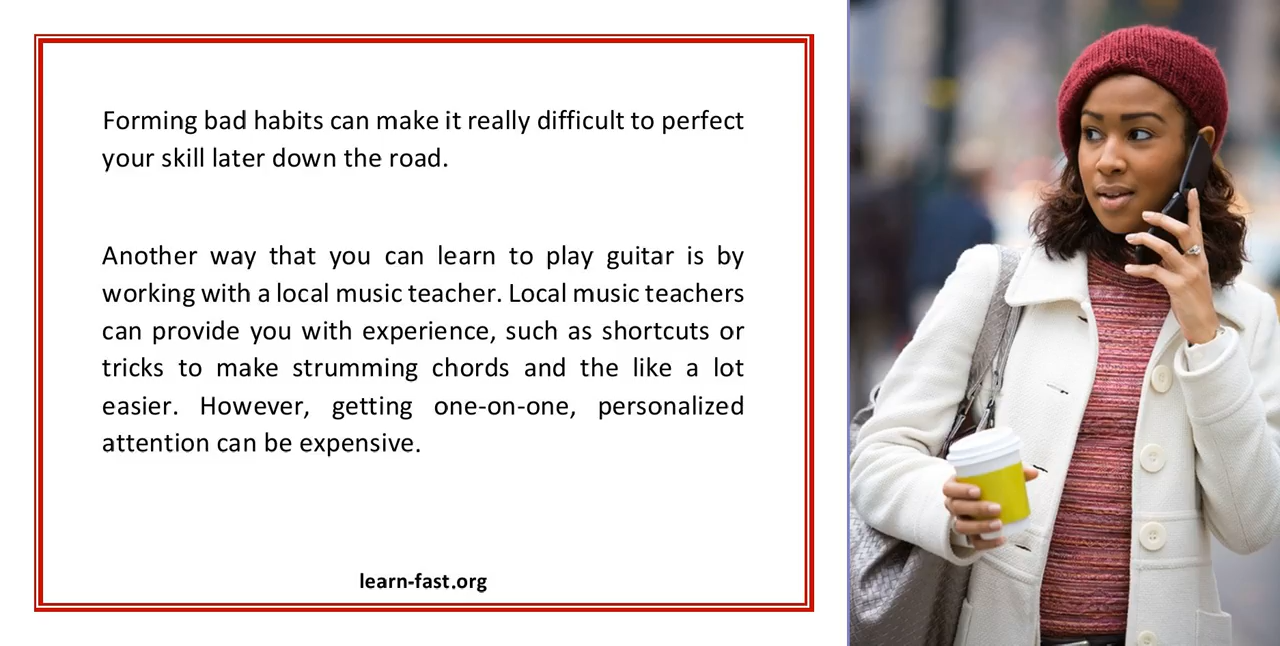 Forming bad habits can make it really difficult to perfect
your skill later down the road.
Another way that you can learn to play guitar is by
working with a local music teacher. Local music teachers
can provide you with experience, such as shortcuts or
tricks to make strumming chords and the like a lot
easier. However, getting one-on-one, personalized
attention can be expensive.
learn-fast.org